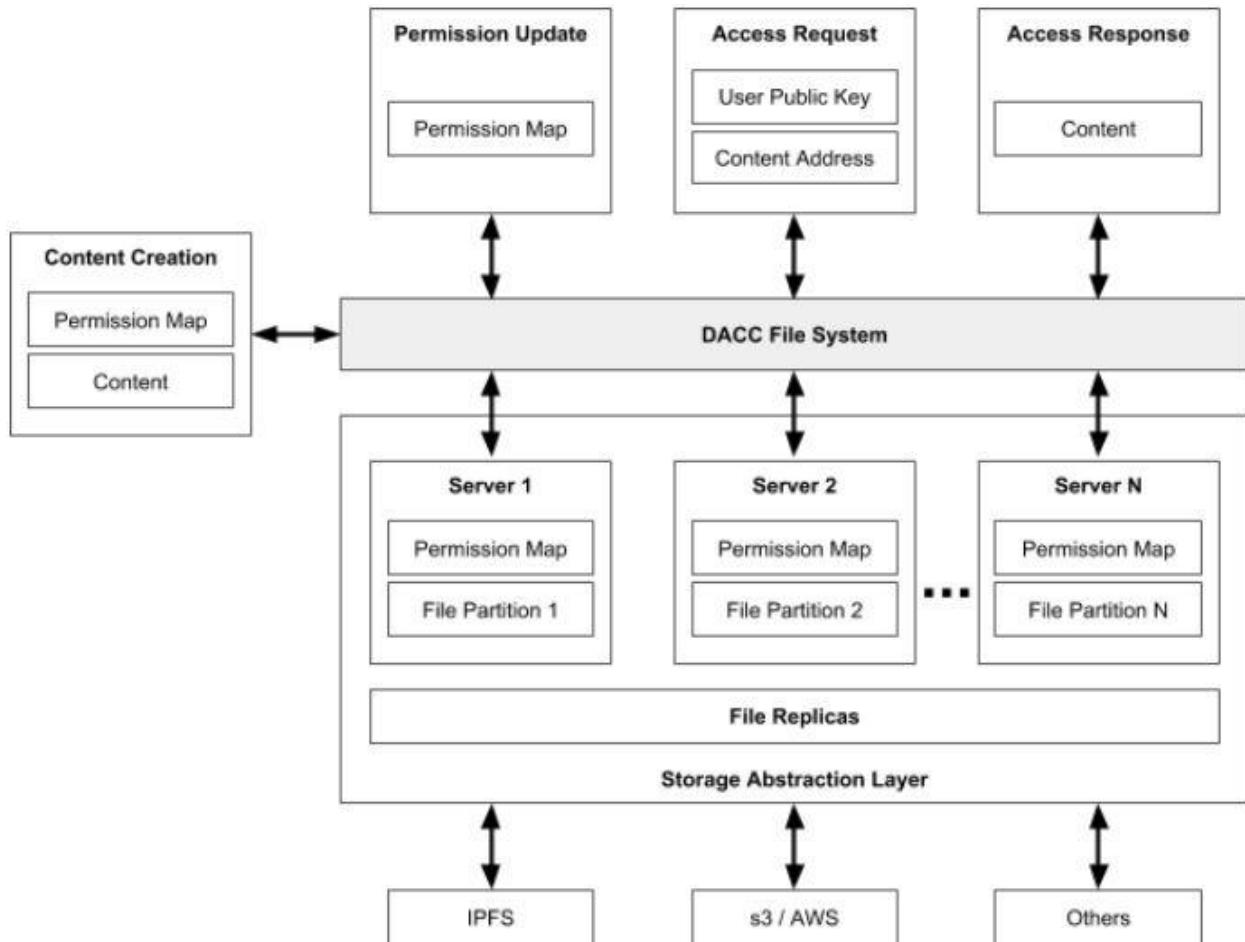 Permission Update
Permission Map
Access Request
User Public Key
Content Address
Access Response
Content
Content Creation
Permission Map
Content
DACC File System
Server 1
Permission Map
File Partition 1
Server 2
Permission Map
File Partition 2
Server N
Permission Map
File Partition N
File Replicas
Storage Abstraction Layer
IPFS
s3 / AWS
Others